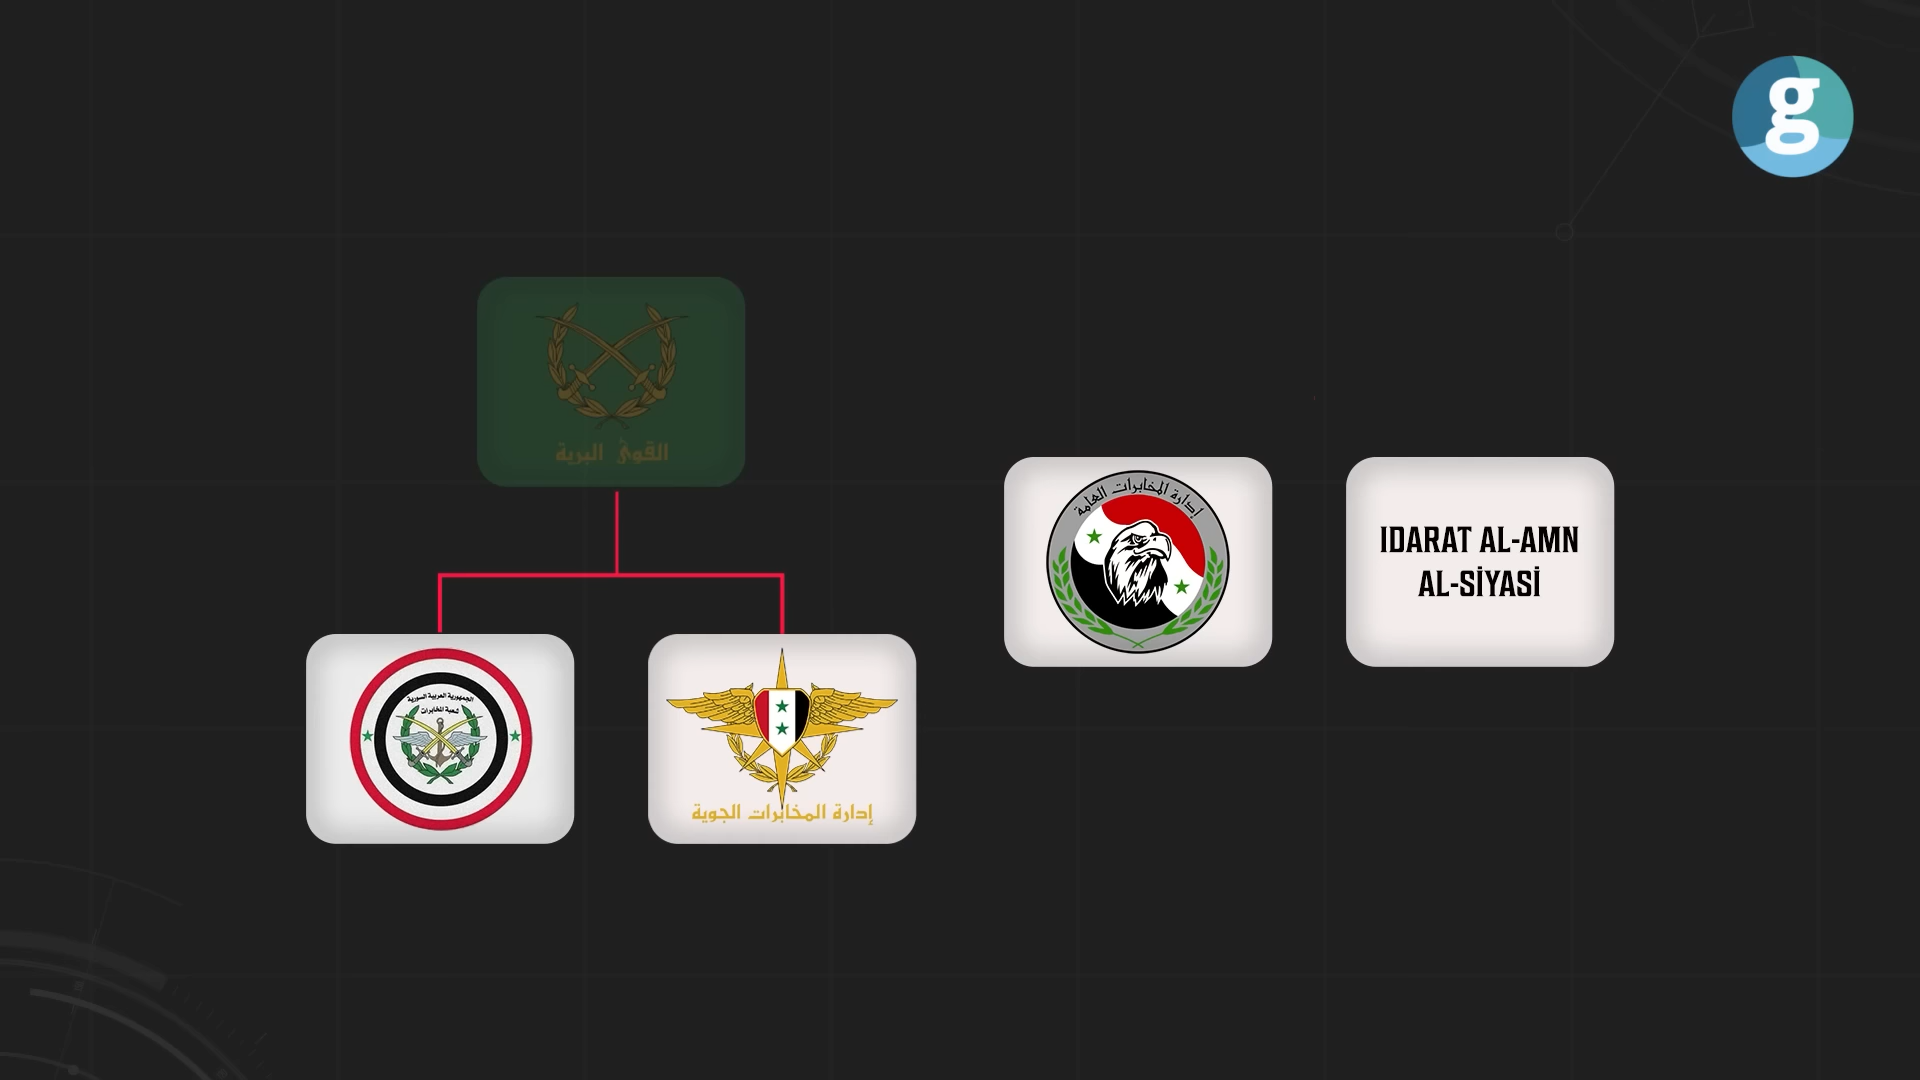 g
القوى البرية
إدارة المخابرات العامة
IDARAT AL-AMN
AL-SİYASİ
الجمهورية العربية السورية
شعبة المخابرات
إدارة المخابرات الجوية